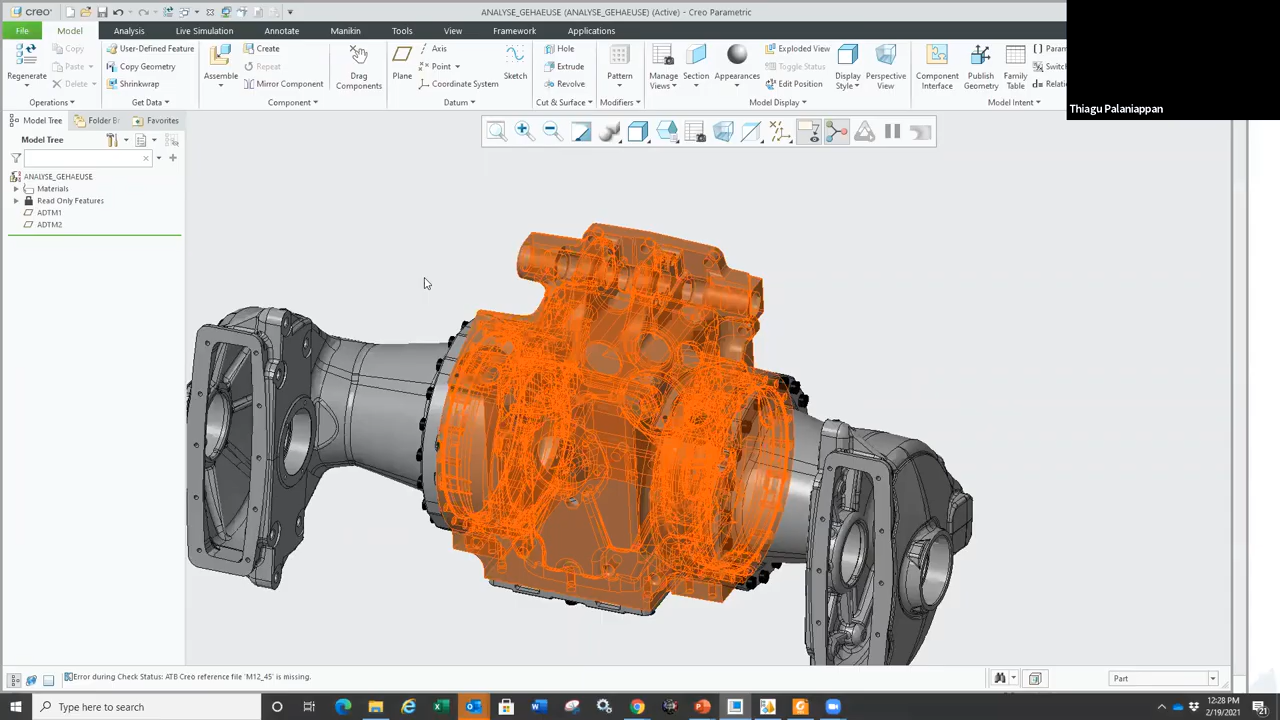 creo
ANALYSE_GEHAEUSE (ANALYSE_GEHAEUSE) (Active) - Creo Parametric
File
Model
Analysis
Live Simulation
Annotate
Manikin
Tools
View
Framework
Applications
Regenerate
Copy
Paste
Delete
Operations
User-Defined Feature
Copy Geometry
Shrinkwrap
Get Data
Assemble
Create
Repeat
Mirror Component
Component
Drag Components
Plane
Axis
Point
Coordinate System
Sketch
Datum
Hole
Extrude
Revolve
Cut & Surface
Pattern
Modifiers
Manage Views
Section
Appearances
Exploded View
Toggle Status
Edit Position
Display Style
Perspective View
Model Display
Component Interface
Publish Geometry
Family Table
Model Intent
Thiagu Palaniappan
Model Tree
Folder B
Favorites
Model Tree
ANALYSE_GEHAEUSE
Materials
Read Only Features
ADTM1
ADTM2
Error during Check Status: ATB Creo reference file 'M12_45' is missing.
Part
Type here to search
12:28 PM
2/19/2021